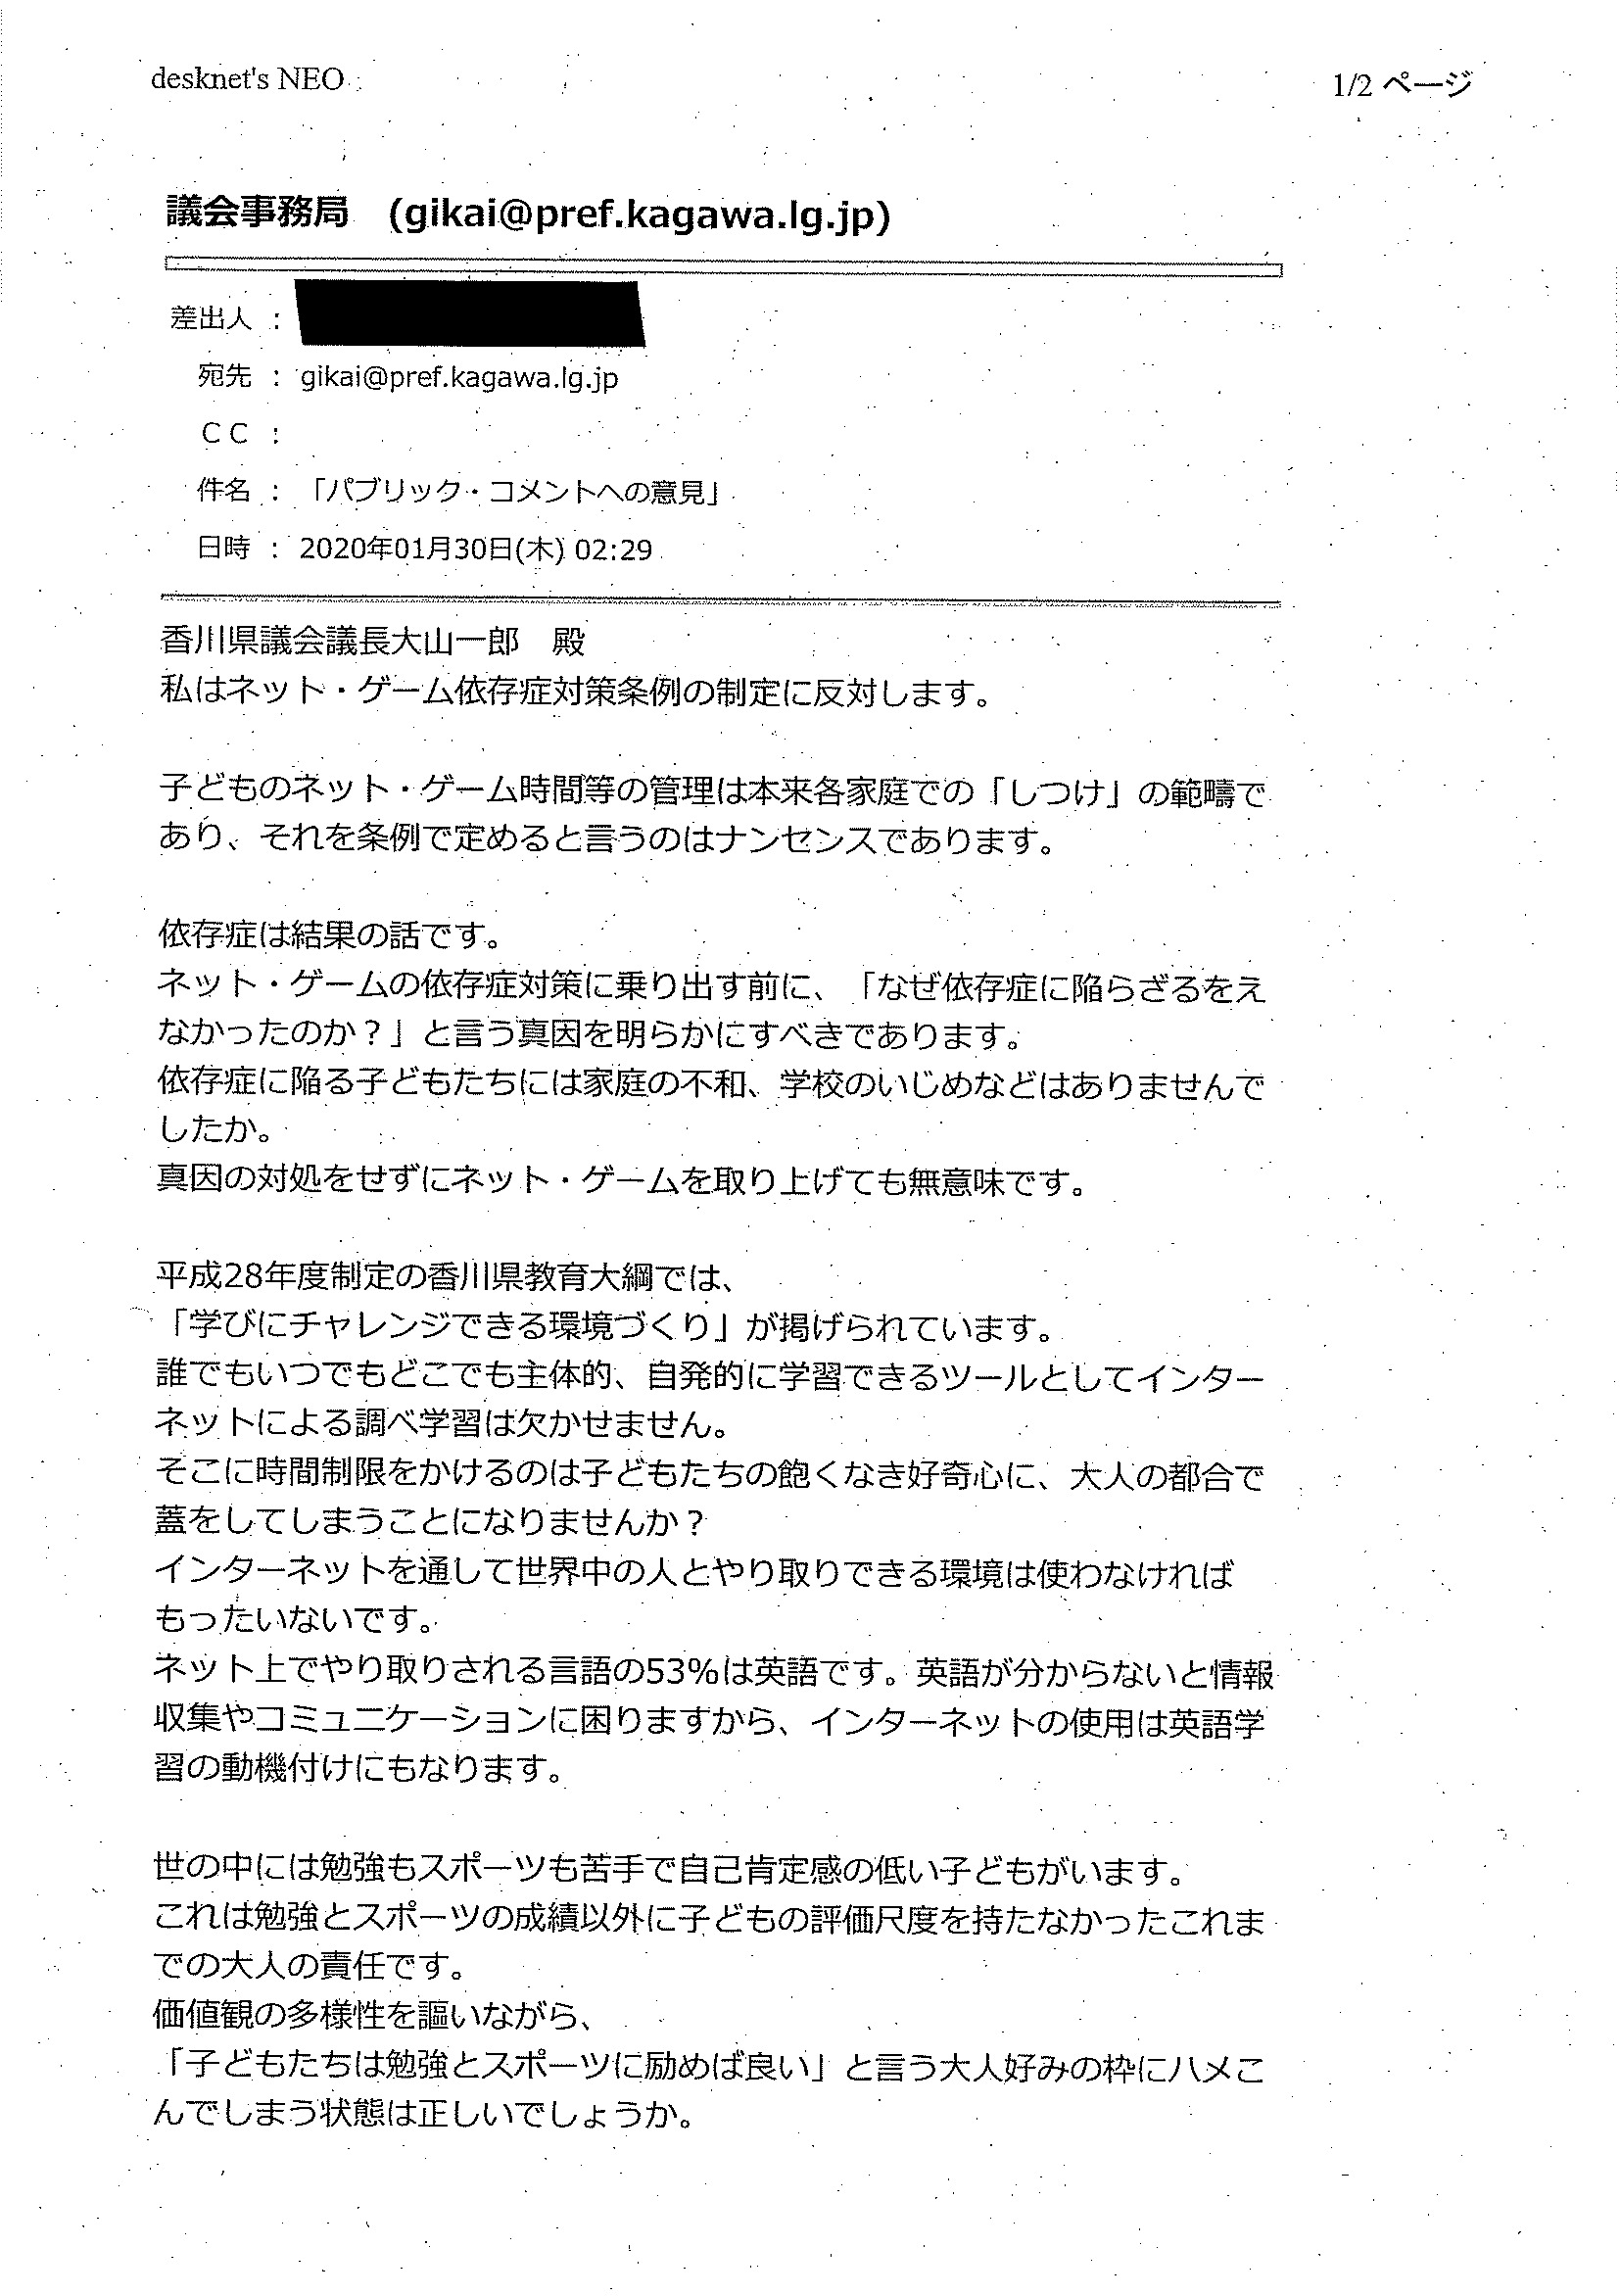 desknet's NEO
1/2 ページ
議会事務局 (gikai@pref.kagawa.lg.jp)
差出人 :
宛先 : gikai@pref.kagawa.lg.jp
CC :
件名 : 「パブリック・コメントへの意見」
日時 : 2020年01月30日(木) 02:29
香川県議会議長大山一郎 殿
私はネット・ゲーム依存症対策条例の制定に反対します。
子どものネット・ゲーム時間等の管理は本来各家庭での「しつけ」の範疇で
あり、それを条例で定めると言うのはナンセンスであります。
依存症は結果の話です。
ネット・ゲームの依存症対策に乗り出す前に、「なぜ依存症に陥らざるをえ
なかったのか？」と言う真因を明らかにすべきであります。
依存症に陥る子どもたちには家庭の不和、学校のいじめなどはありませんで
したか。
真因の対処をせずにネット・ゲームを取り上げても無意味です。
平成28年度制定の香川県教育大綱では、
「学びにチャレンジできる環境づくり」が掲げられています。
誰でもいつでもどこでも主体的、自発的に学習できるツールとしてインター
ネットによる調べ学習は欠かせません。
そこに時間制限をかけるのは子どもたちの飽くなき好奇心に、大人の都合で
蓋をしてしまうことになりませんか？
インターネットを通して世界中の人とやり取りできる環境は使わなければ
もったいないです。
ネット上でやり取りされる言語の53%は英語です。英語が分からないと情報
収集やコミュニケーションに困りますから、インターネットの使用は英語学
習の動機付けにもなります。
世の中には勉強もスポーツも苦手で自己肯定感の低い子どもがいます。
これは勉強とスポーツの成績以外に子どもの評価尺度を持たなかったこれま
での大人の責任です。
価値観の多様性を謳いながら、
「子どもたちは勉強とスポーツに励めば良い」と言う大人好みの枠にハメこ
んでしまう状態は正しいでしょうか。